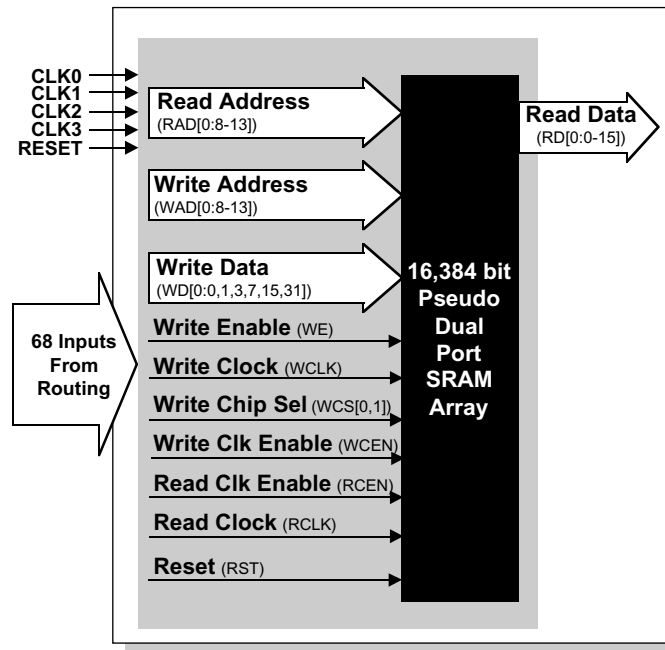 CLK0
CLK1
CLK2
CLK3
RESET
Read Address
(RAD[0:8-13])
Write Address
(WAD[0:8-13])
Write Data
(WD[0:0,1,3,7,15,31])
68 Inputs
From
Routing
Write Enable (WE)
Write Clock (WCLK)
Write Chip Sel (WCS[0,1])
Write Clk Enable (WCEN)
Read Clk Enable (RCEN)
Read Clock (RCLK)
Reset (RST)
16,384 bit
Pseudo
Dual
Port
SRAM
Array
Read Data
(RD[0:0-15])